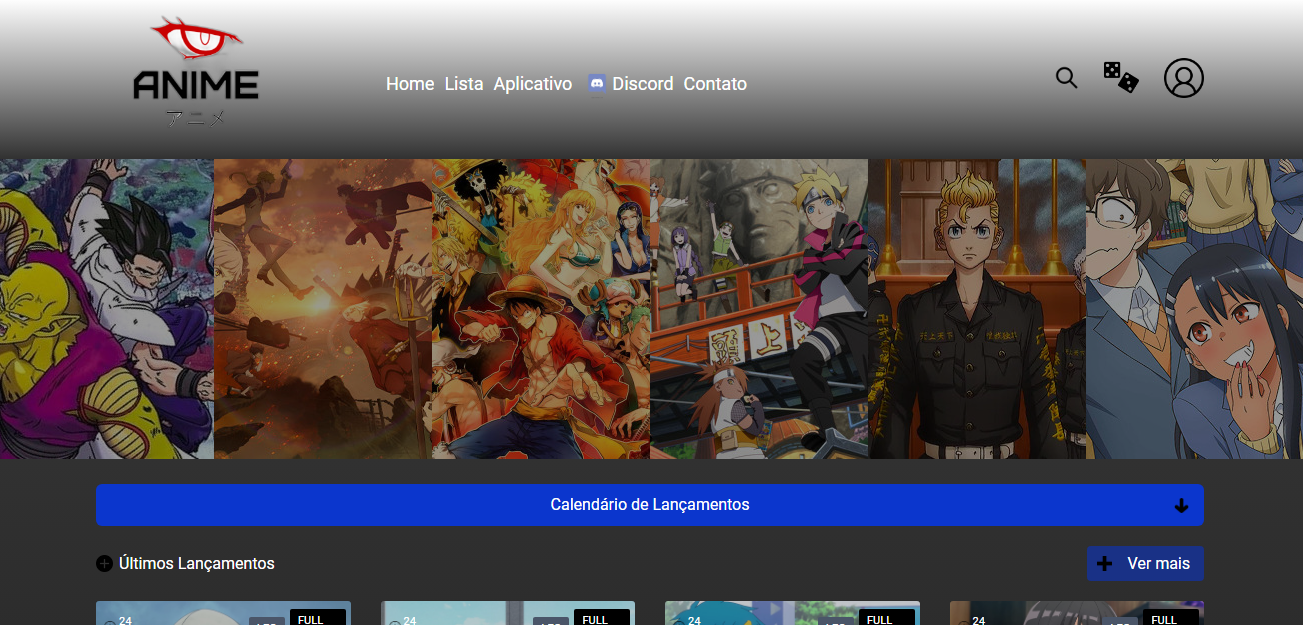 ANIME
アニメ
Home Lista Aplicativo Discord Contato
Calendário de Lançamentos
Últimos Lançamentos
Ver mais
24 FULL
24 FULL
24 FULL
24 FULL